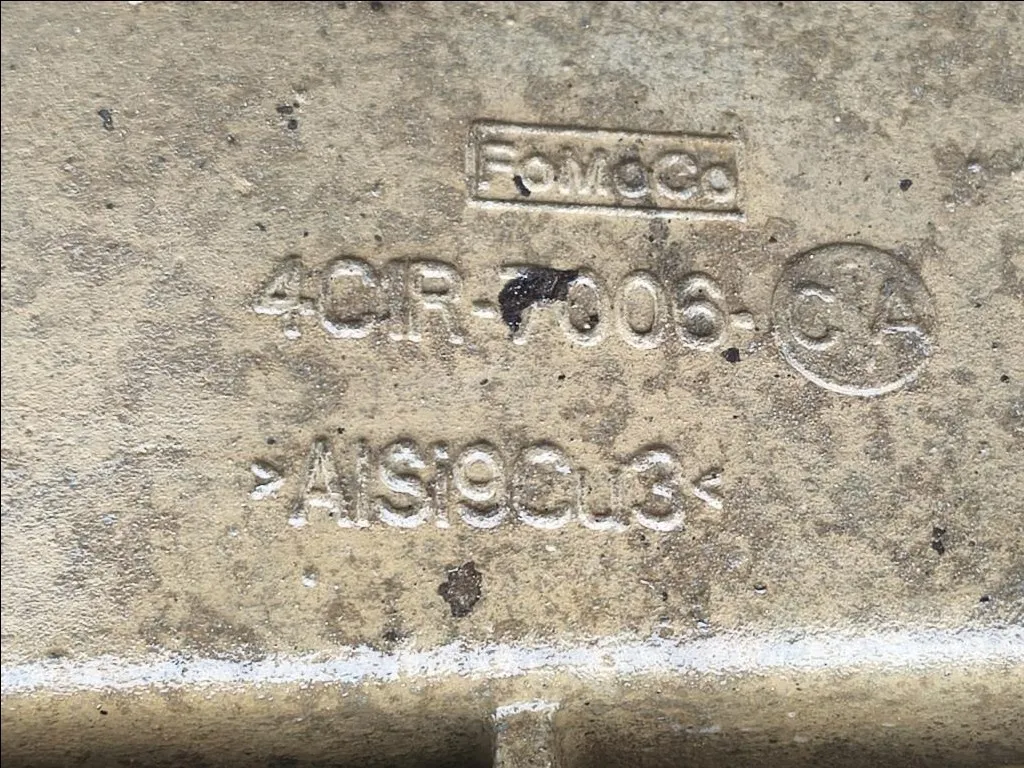 FoMoCo
4C1R-7006-CA
>AlSi9Cu3<